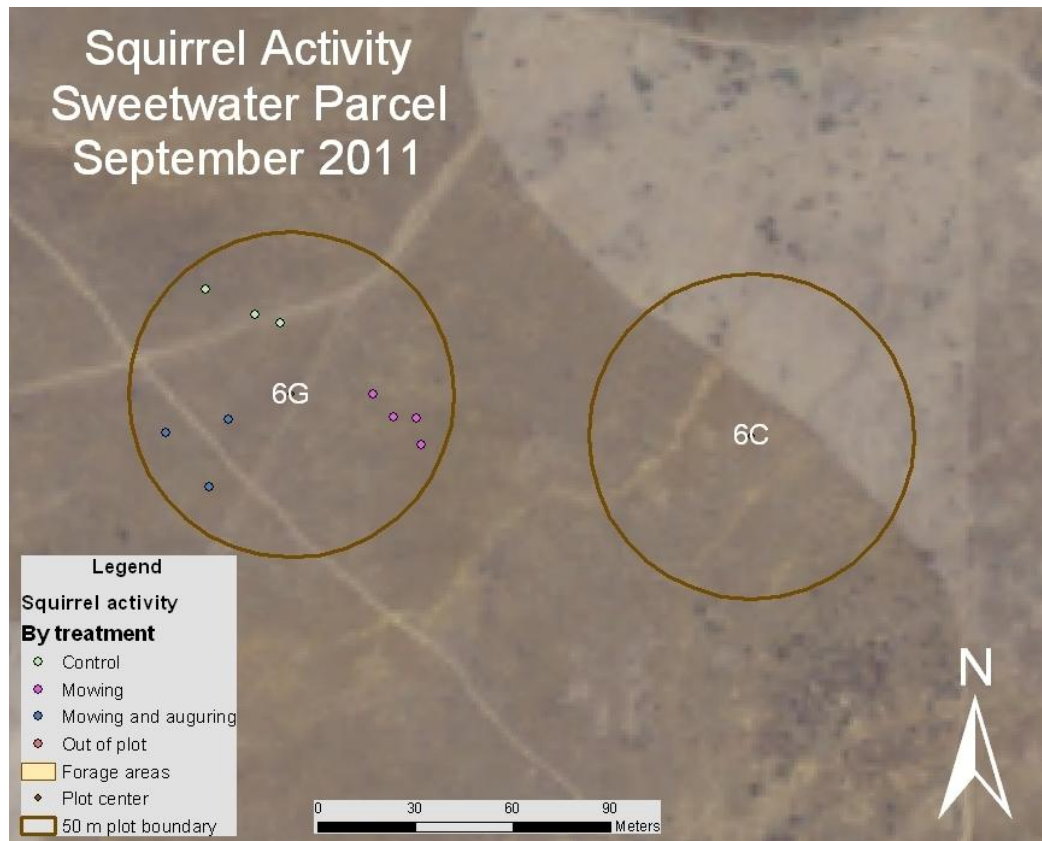 Squirrel Activity
Sweetwater Parcel
September 2011
6G
6C
Legend
Squirrel activity
By treatment
Control
Mowing
Mowing and auguring
Out of plot
Forage areas
Plot center
50 m plot boundary
0 30 60 90
Meters
N